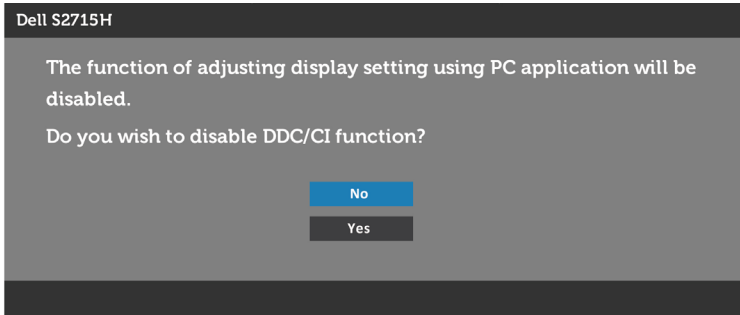 Dell S2715H
The function of adjusting display setting using PC application will be
disabled.
Do you wish to disable DDC/CI function?
No
Yes